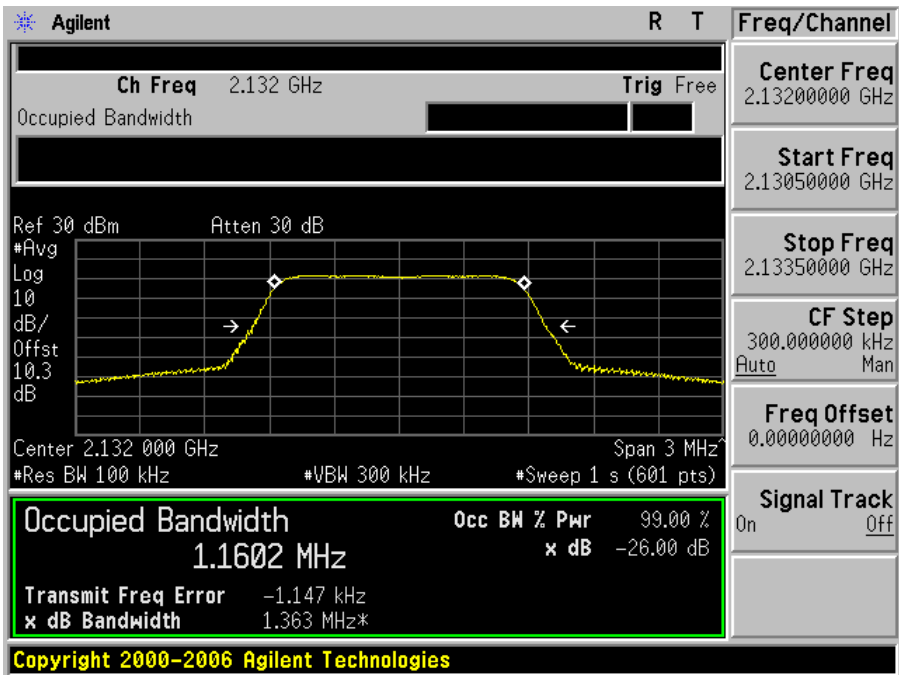 Agilent R T
Ch Freq 2.132 GHz Trig Free
Occupied Bandwidth
Ref 30 dBm Atten 30 dB
#Avg
Log
10
dB/
Offst
10.3
dB
Center 2.132 000 GHz Span 3 MHz^
#Res BW 100 kHz #VBW 300 kHz #Sweep 1 s (601 pts)
Occupied Bandwidth Occ BW % Pwr 99.00 %
1.1602 MHz x dB -26.00 dB
Transmit Freq Error -1.147 kHz
x dB Bandwidth 1.363 MHz*
Copyright 2000-2006 Agilent Technologies
Freq/Channel
Center Freq
2.13200000 GHz
Start Freq
2.13050000 GHz
Stop Freq
2.13350000 GHz
CF Step
300.000000 kHz
Auto Man
Freq Offset
0.00000000 Hz
Signal Track
On Off